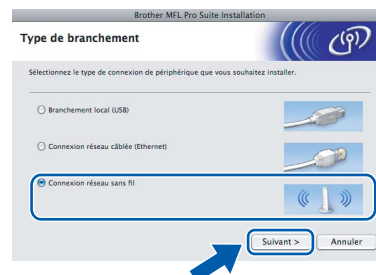 Brother MFL Pro Suite Installation
Type de branchement
Sélectionnez le type de connexion de périphérique que vous souhaitez installer.
Branchement local (USB)
Connexion réseau câblée (Ethernet)
Connexion réseau sans fil
Suivant >
Annuler